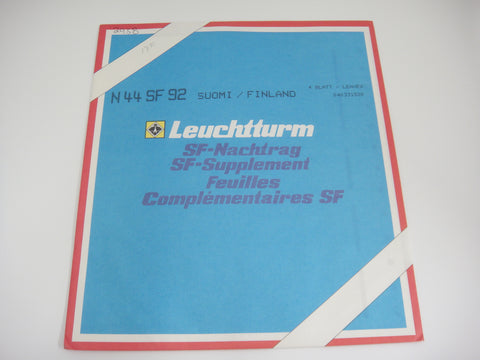 N 44 SF 92 SUOMI / FINLAND
4 BLATT - LEAVES
Leuchtturm
SF-Nachtrag
SF-Supplement
Feuilles
Complémentaires SF